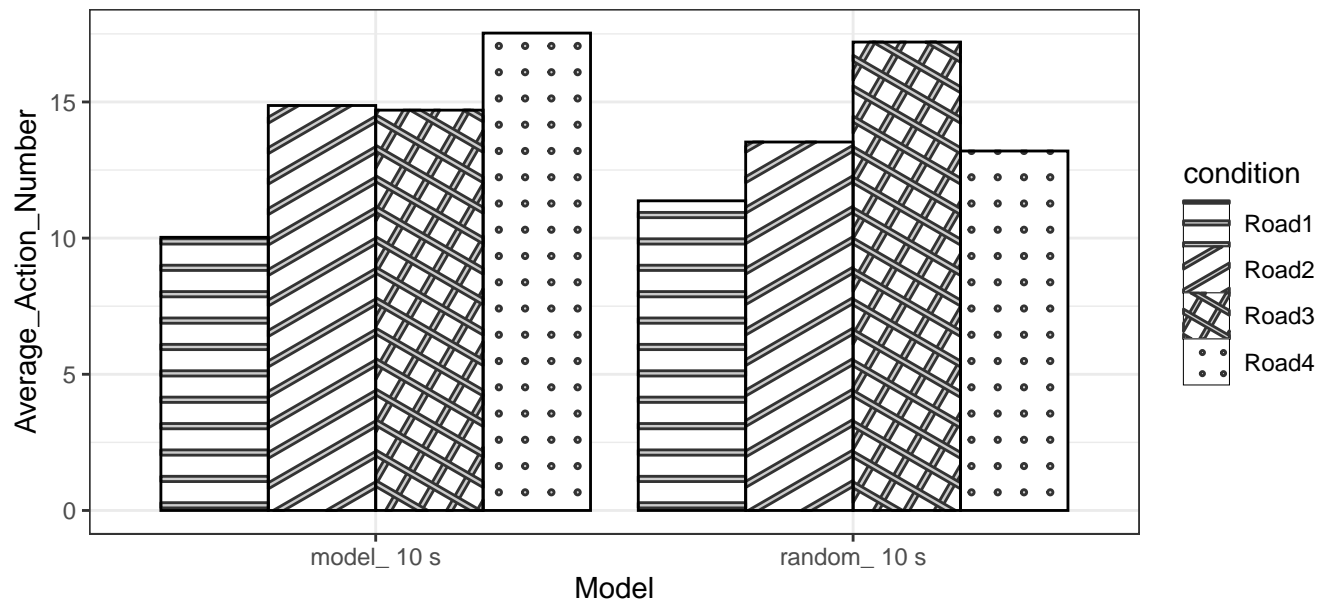 Average_Action_Number
15
10
5
0
model_ 10 s
random_ 10 s
Model
condition
Road1
Road2
Road3
Road4